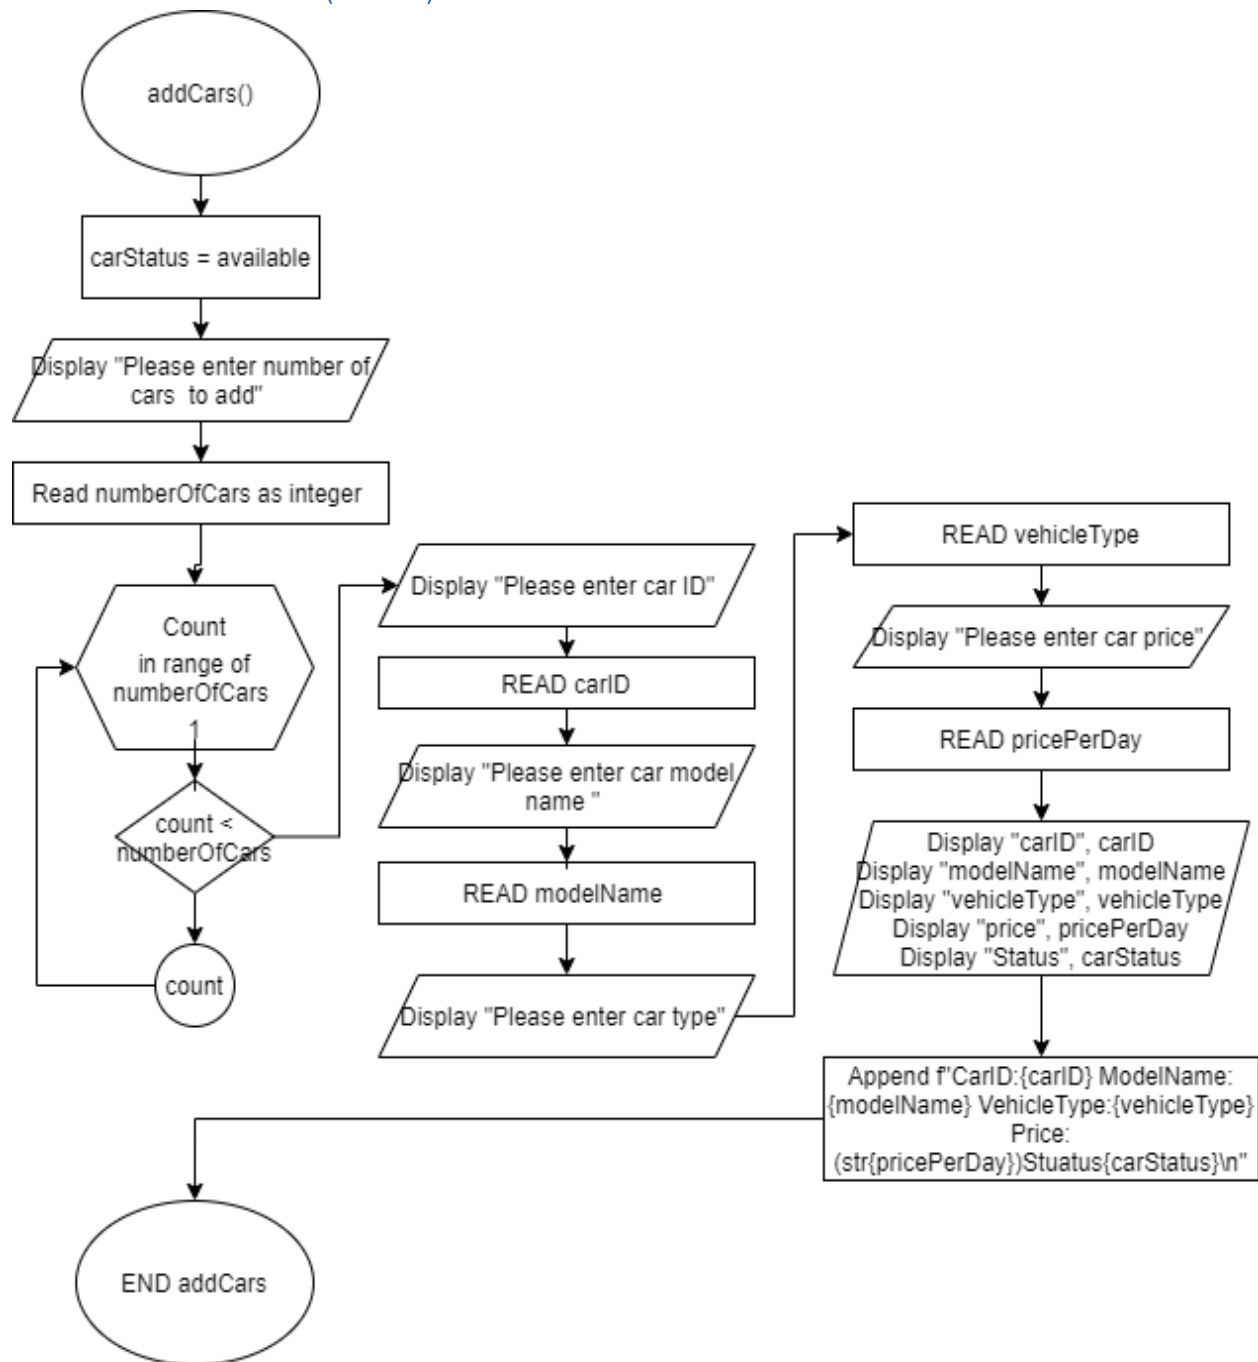 addCars()
carStatus = available
Display "Please enter number of
cars to add"
Read numberOfCars as integer
Count
in range of
numberOfCars
1
count <
numberOfCars
count
Display "Please enter car ID"
READ carID
Display "Please enter car model
name "
READ modelName
Display "Please enter car type"
READ vehicleType
Display "Please enter car price"
READ pricePerDay
Display "carID", carID
Display "modelName", modelName
Display "vehicleType", vehicleType
Display "price", pricePerDay
Display "Status", carStatus
Append f"CarID:{carID} ModelName:
{modelName} VehicleType:{vehicleType}
Price:
(str{pricePerDay})Stuatus{carStatus}\n"
END addCars